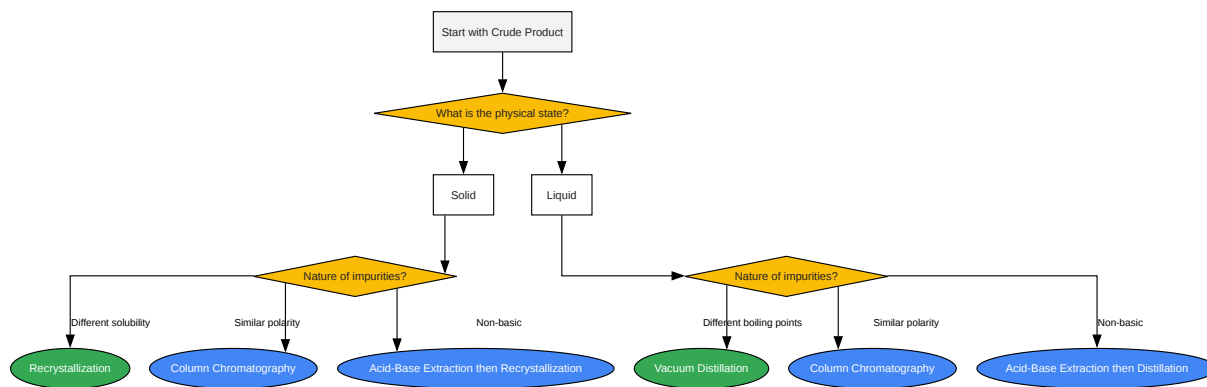 Start with Crude Product
What is the physical state?
Solid
Liquid
Nature of impurities?
Nature of impurities?
Different solubility
Similar polarity
Non-basic
Different boiling points
Similar polarity
Non-basic
Recrystallization
Column Chromatography
Acid-Base Extraction then Recrystallization
Vacuum Distillation
Column Chromatography
Acid-Base Extraction then Distillation